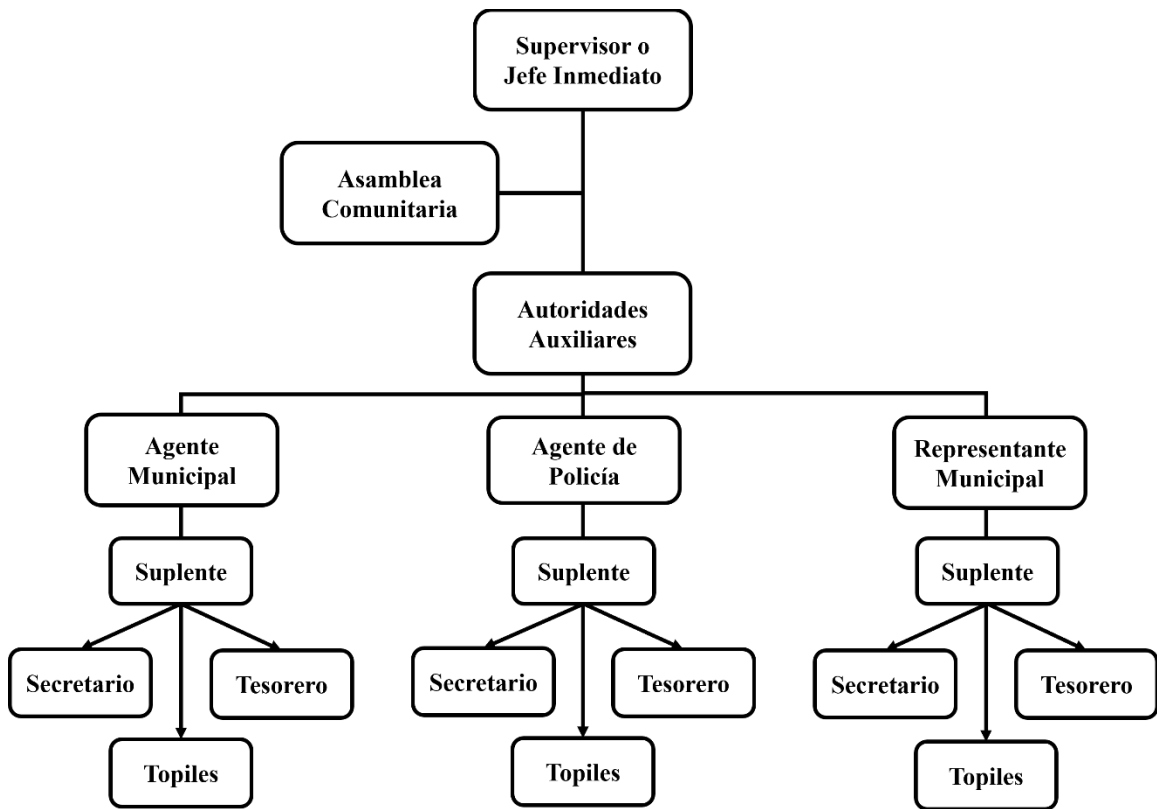 Supervisor o
Jefe Inmediato
Asamblea
Comunitaria
Autoridades
Auxiliares
Agente
Municipal
Agente de
Policía
Representante
Municipal
Suplente
Suplente
Suplente
Secretario
Tesorero
Secretario
Tesorero
Secretario
Tesorero
Topiles
Topiles
Topiles